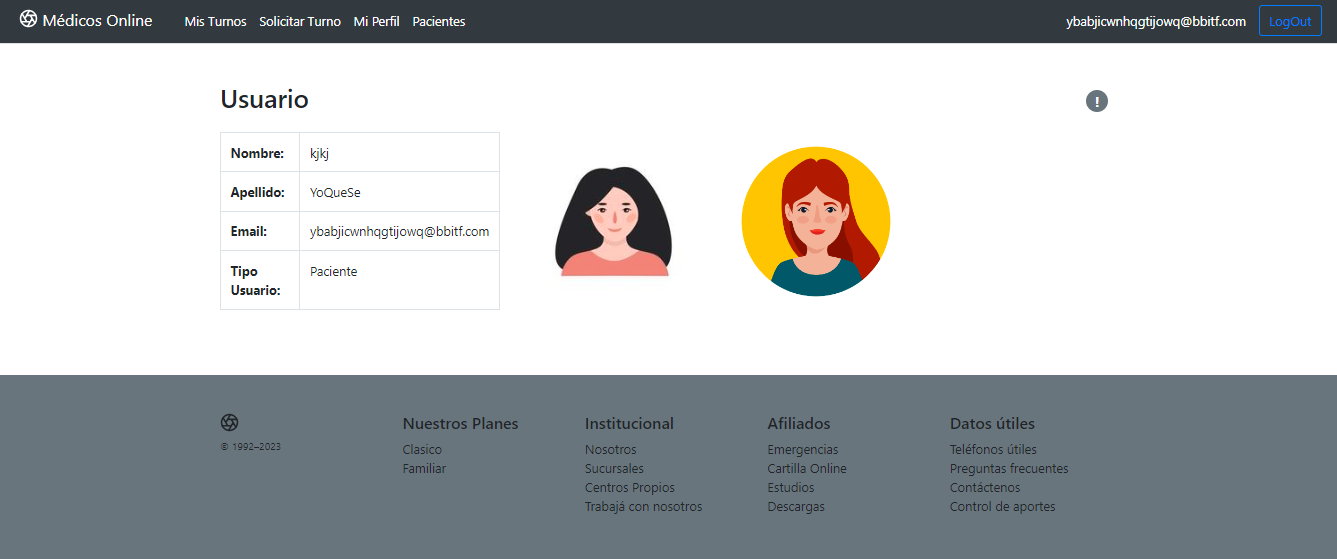 Médicos Online Mis Turnos Solicitar Turno Mi Perfil Pacientes ybabjicwnhqgtijowq@bbitf.com LogOut
Usuario !
Nombre: kjkj
Apellido: YoQueSe
Email: ybabjicwnhqgtijowq@bbitf.com
Tipo Usuario: Paciente
© 1992–2023
Nuestros Planes
Clasico
Familiar
Institucional
Nosotros
Sucursales
Centros Propios
Trabajá con nosotros
Afiliados
Emergencias
Cartilla Online
Estudios
Descargas
Datos útiles
Teléfonos útiles
Preguntas frecuentes
Contáctenos
Control de aportes